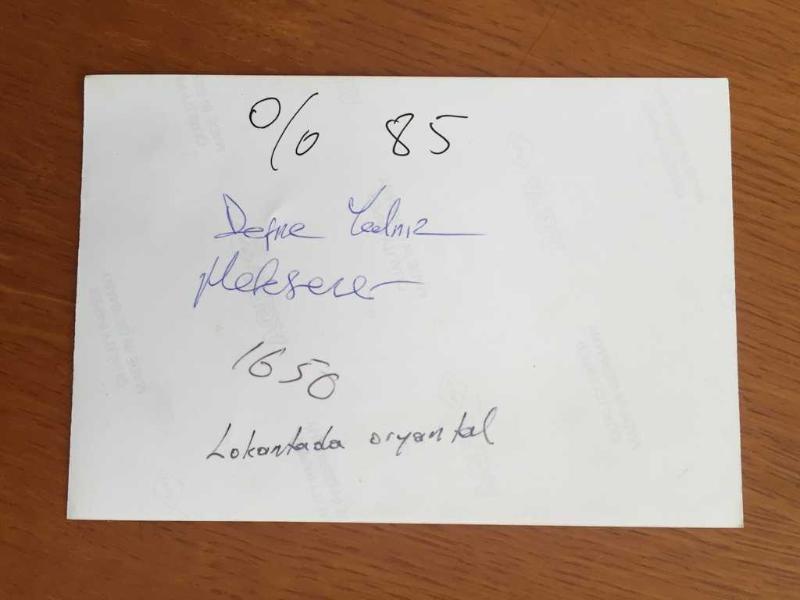 % 85
Defne Yalnız
1650
Lokantada oryantal